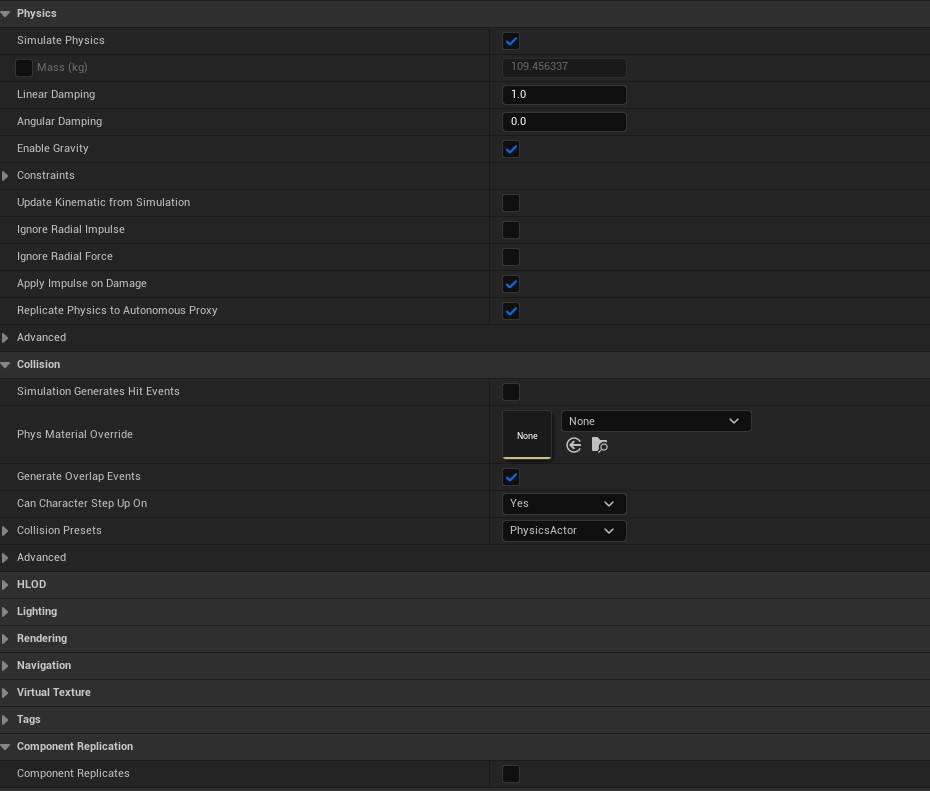 Physics
Simulate Physics
Mass (kg) 109.456337
Linear Damping 1.0
Angular Damping 0.0
Enable Gravity
Constraints
Update Kinematic from Simulation
Ignore Radial Impulse
Ignore Radial Force
Apply Impulse on Damage
Replicate Physics to Autonomous Proxy
Advanced
Collision
Simulation Generates Hit Events
Phys Material Override None None
Generate Overlap Events
Can Character Step Up On Yes
Collision Presets PhysicsActor
Advanced
HLOD
Lighting
Rendering
Navigation
Virtual Texture
Tags
Component Replication
Component Replicates